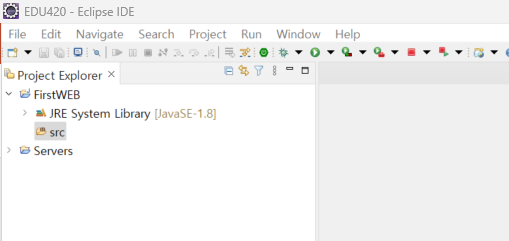 EDU420 - Eclipse IDE
File Edit Navigate Search Project Run Window Help
Project Explorer
FirstWEB
JRE System Library [JavaSE-1.8]
src
Servers